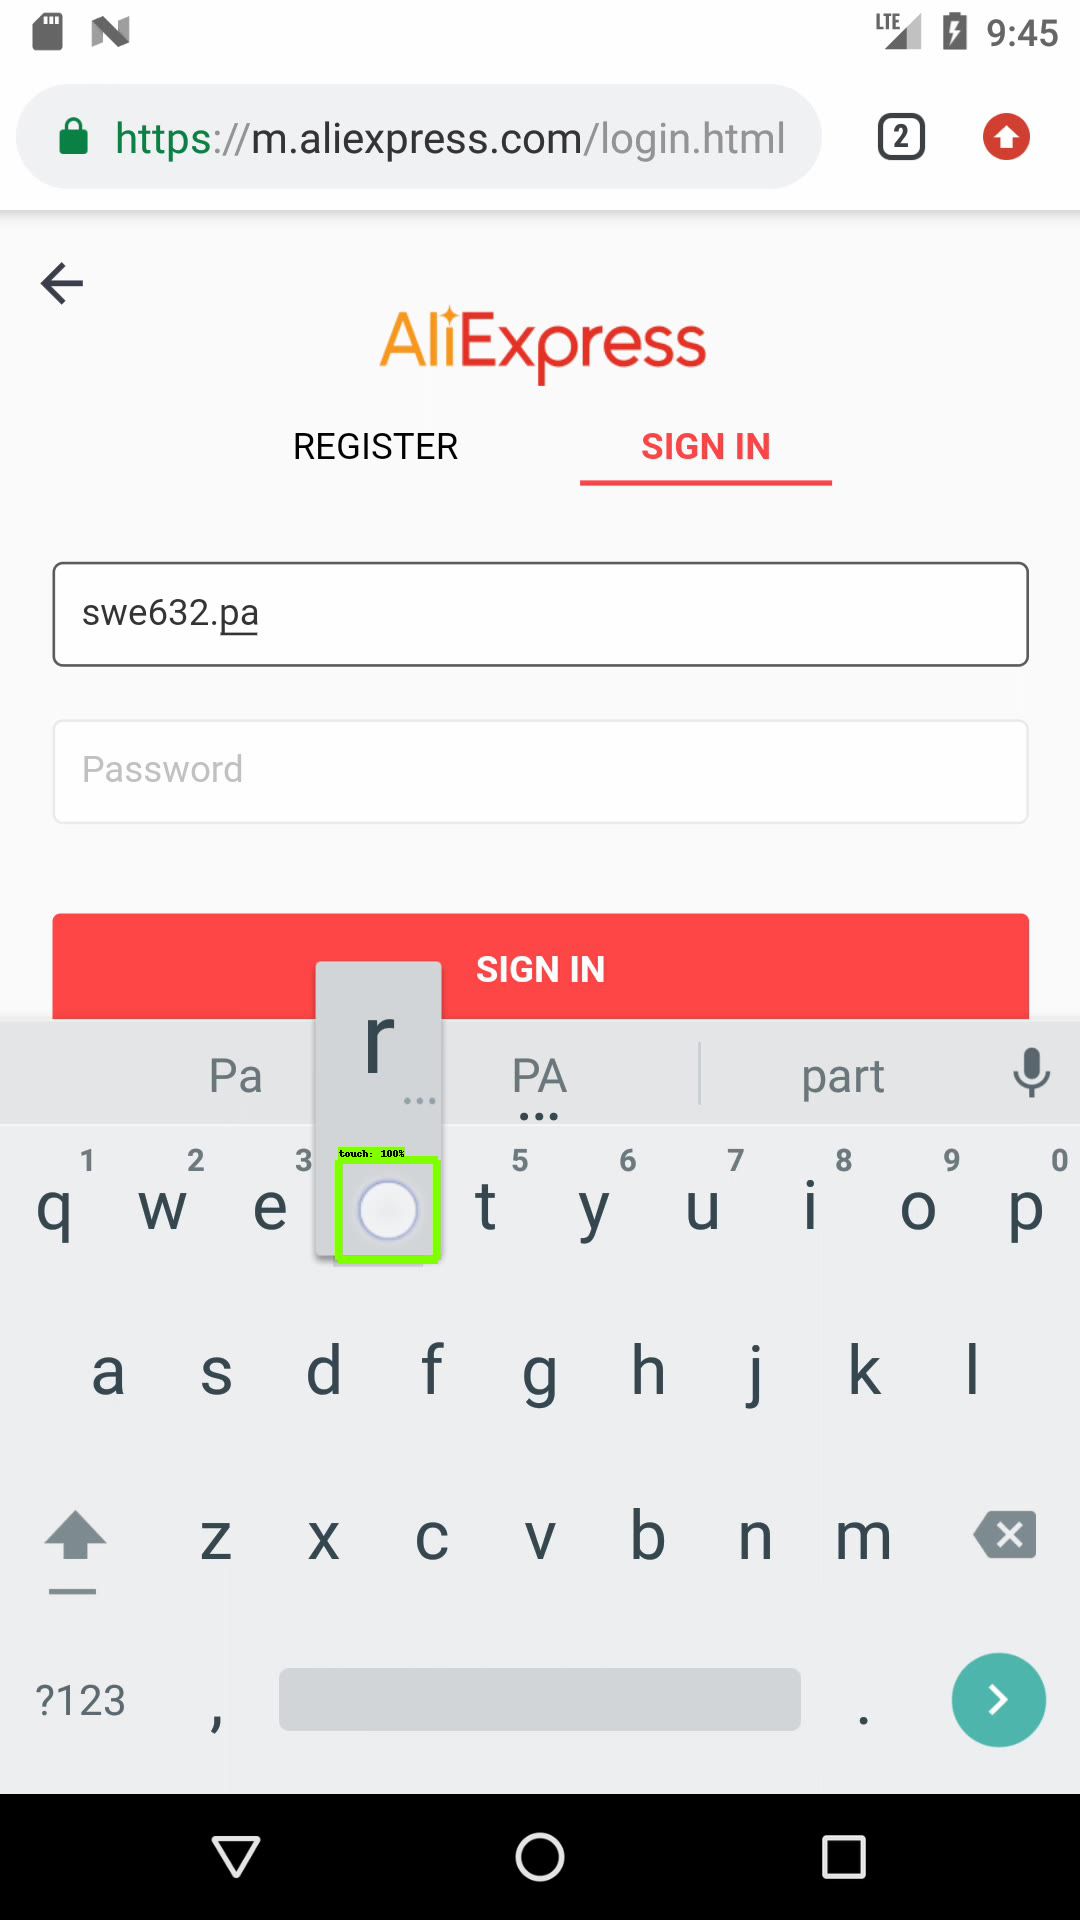 LTE 9:45
https://m.aliexpress.com/login.html 2
AliExpress
REGISTER SIGN IN
swe632.pa
Password
SIGN IN
r
Pa PA part
touch: 100%
1 2 3 5 6 7 8 9 0
q w e t y u i o p
a s d f g h j k l
z x c v b n m
?123 , .